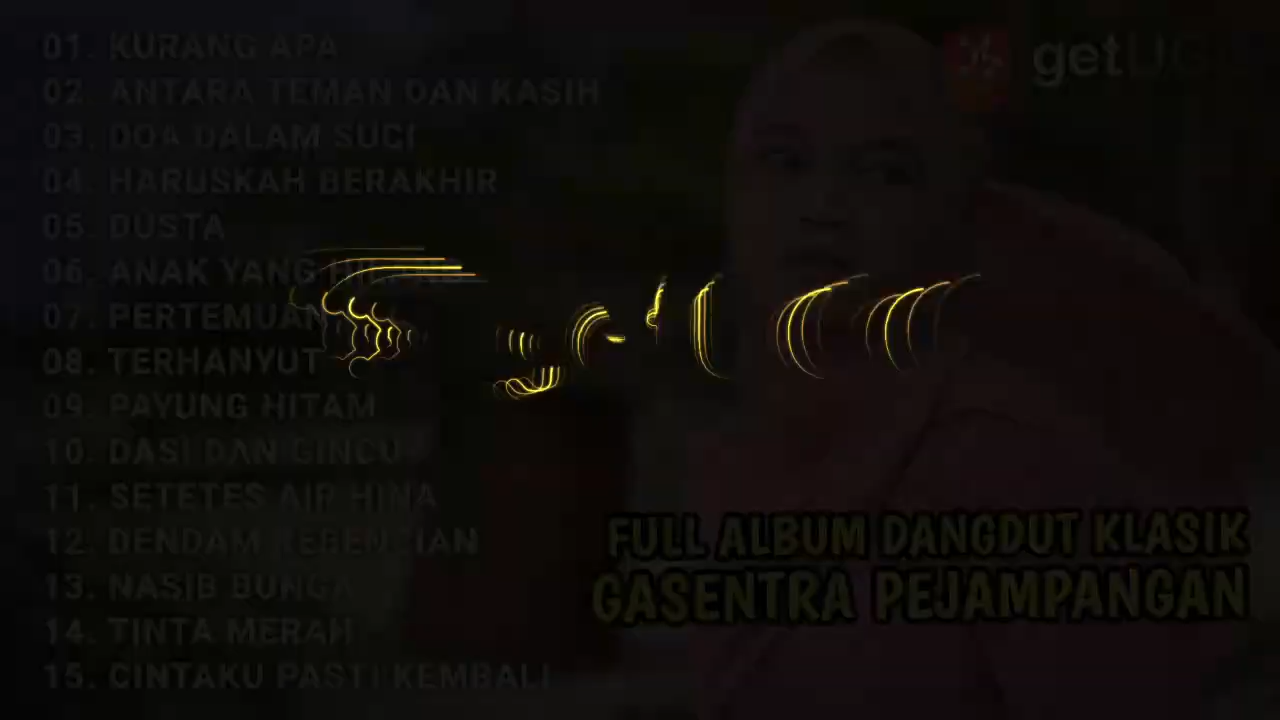 01. KURANG APA
02. ANTARA TEMAN DAN KASIH
03. DOA DALAM SUCI
04. HARUSKAH BERAKHIR
05. DUSTA
06. ANAK YANG
07. PERTEMUAN
08. TERHANYUT
09. PAYUNG HITAM
10. DASI DAN GINCU
11. SETETES AIR HINA
12. DENDAM KEBENCIAN
13. NASIB BUNGA
14. TINTA MERAH
15. CINTAKU PASTI KEMBALI
FULL ALBUM DANGDUT KLASIK
GASENTRA PEJAMPANGAN